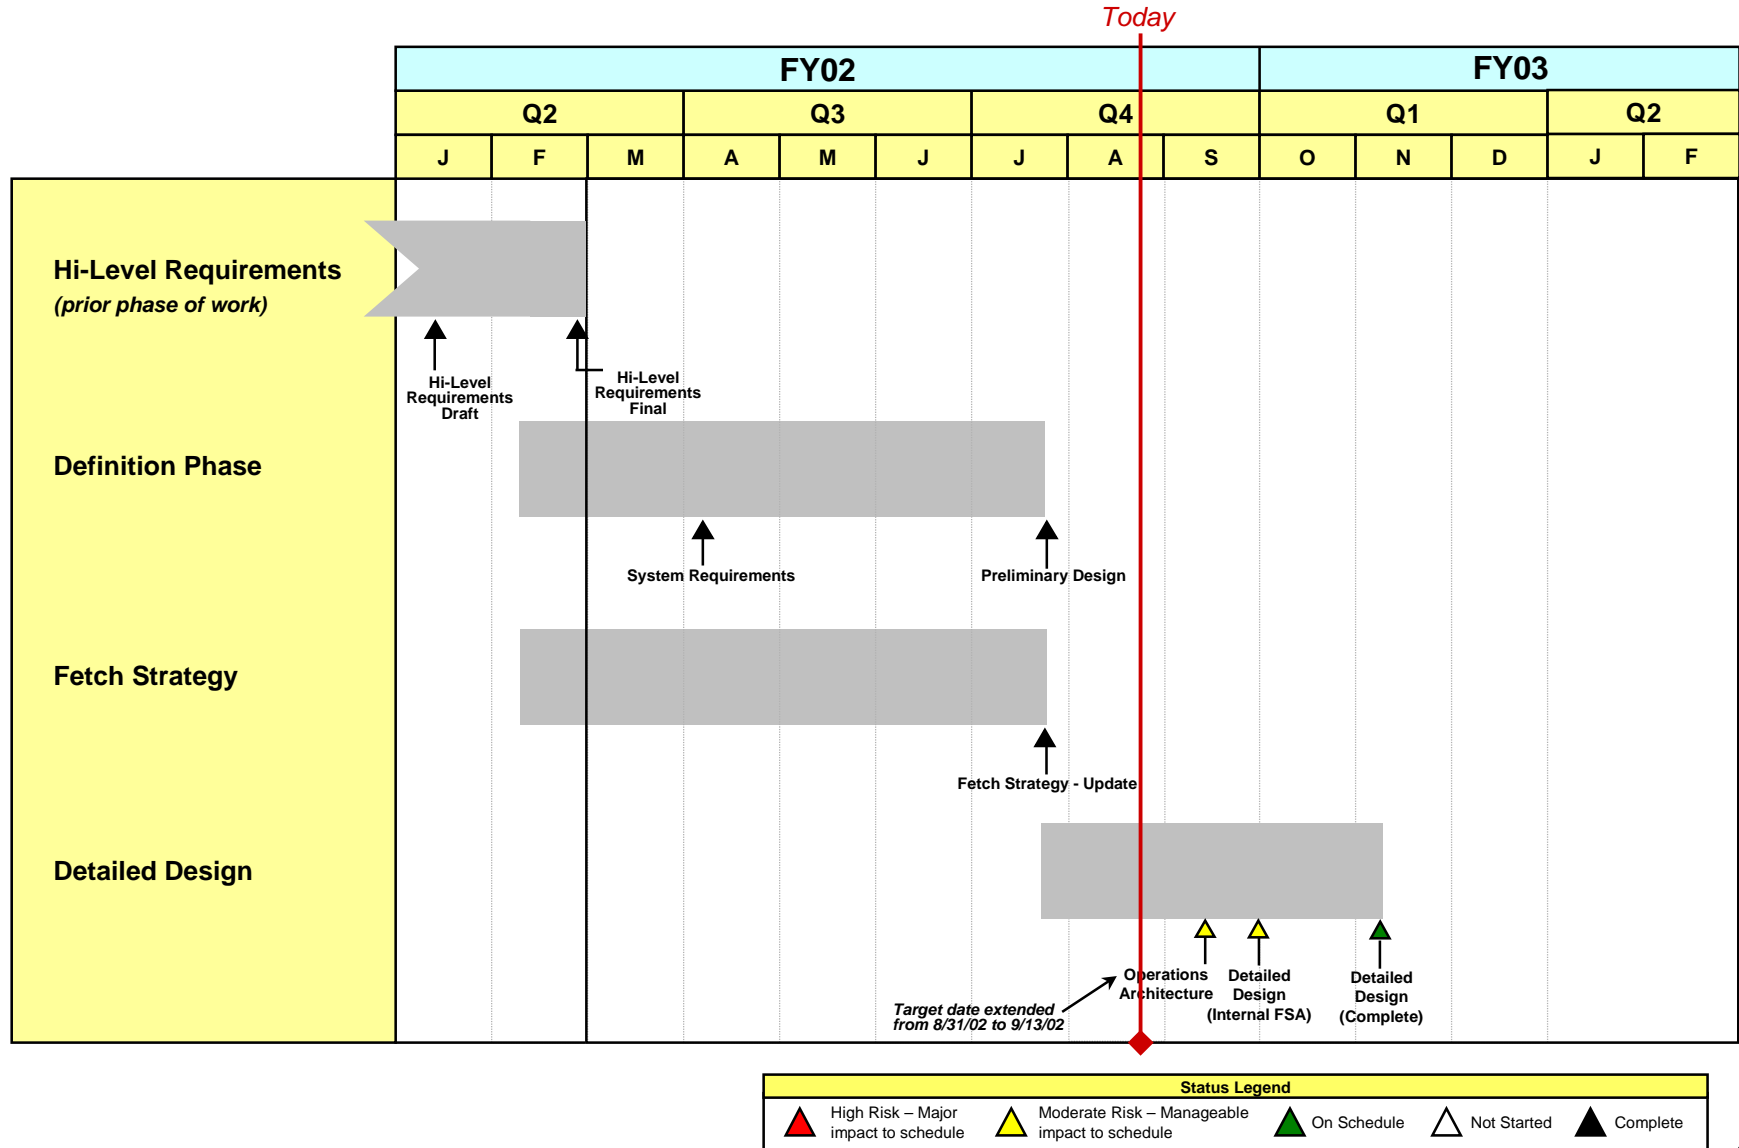 Today
FY02
FY03
Q2
Q3
Q4
Q1
Q2
J
F
M
A
M
J
J
A
S
O
N
D
J
F
Hi-Level Requirements
(prior phase of work)
Hi-Level
Requirements
Draft
Hi-Level
Requirements
Final
Definition Phase
System Requirements
Preliminary Design
Fetch Strategy
Fetch Strategy - Update
Detailed Design
Operations
Architecture
Detailed
Design
(Internal FSA)
Detailed
Design
(Complete)
Target date extended
from 8/31/02 to 9/13/02
Status Legend
High Risk – Major
impact to schedule
Moderate Risk – Manageable
impact to schedule
On Schedule
Not Started
Complete